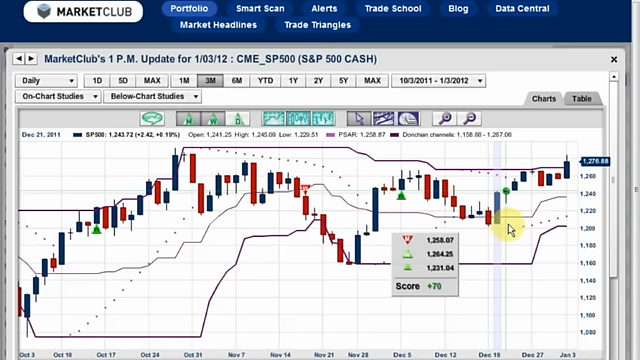 MARKETCLUB
Portfolio Smart Scan Alerts Trade School Blog Data Central
Market Headlines Trade Triangles
MarketClub's 1 P.M. Update for 1/03/12 : CME_SP500 (S&P 500 CASH)
Daily 1D 5D MAX 1M 3M 6M YTD 1Y 2Y 5Y MAX 10/3/2011 - 1/3/2012
On-Chart Studies Below-Chart Studies
Charts Table
Dec 21, 2011 SP500: 1,243.72 (+2.42, +0.19%) Open: 1,241.25 High: 1,245.09 Low: 1,229.51 PSAR: 1,258.87 Donchian channels: 1,158.66 - 1,267.06
1,276.88
1,260
1,240
1,220
1,200
1,180
1,160
1,140
1,120
1,100
1,080
1,258.07
1,264.25
1,231.04
Score +70
Oct 3 Oct 10 Oct 18 Oct 25 Nov 7 Nov 14 Nov 21 Nov 28 Dec 5 Dec 12 Dec 19 Dec 27 Jan 3